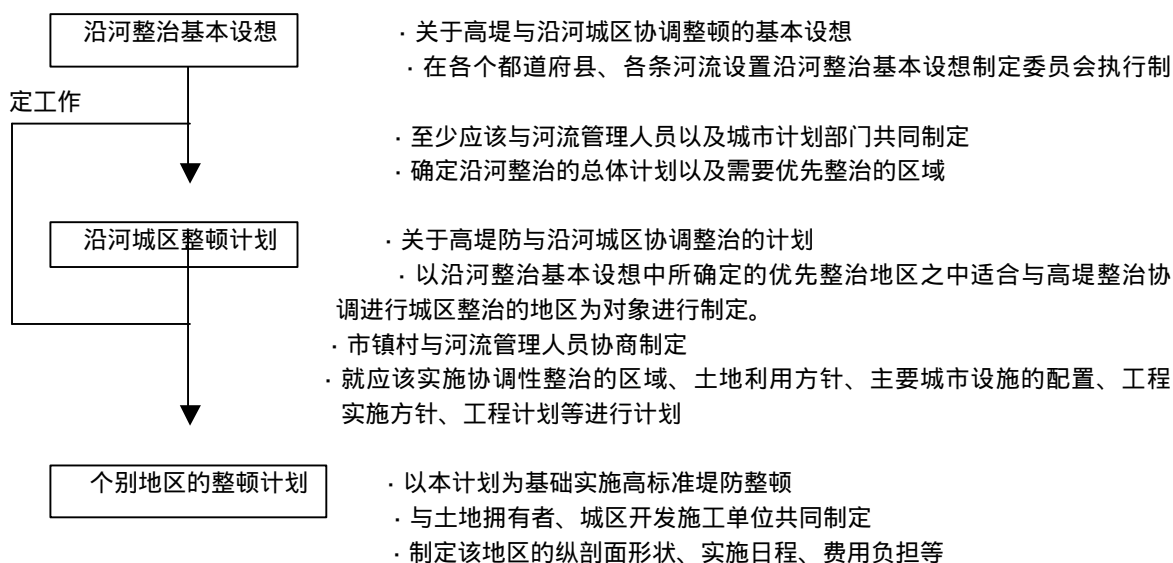 沿河整治基本设想
·关于高堤与沿河城区协调整顿的基本设想
·在各个都道府县、各条河流设置沿河整治基本设想制定委员会执行制
定工作
·至少应该与河流管理人员以及城市计划部门共同制定
·确定沿河整治的总体计划以及需要优先整治的区域
沿河城区整顿计划
·关于高堤防与沿河城区协调整治的计划
·以沿河整治基本设想中所确定的优先整治地区之中适合与高堤整治协
调进行城区整治的地区为对象进行制定。
·市镇村与河流管理人员协商制定
·就应该实施协调性整治的区域、土地利用方针、主要城市设施的配置、工程
实施方针、工程计划等进行计划
个别地区的整顿计划
·以本计划为基础实施高标准堤防整顿
·与土地拥有者、城区开发施工单位共同制定
·制定该地区的纵剖面形状、实施日程、费用负担等